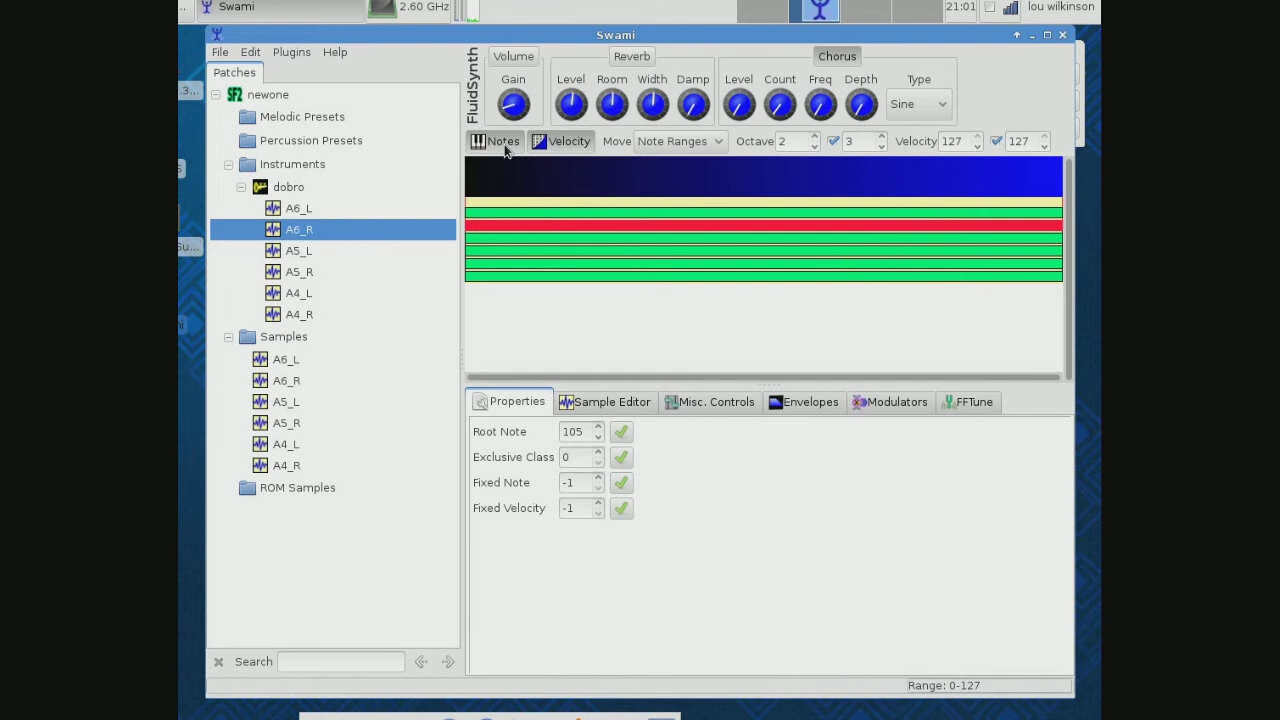 Swami
2.60 GHz
21:01
lou wilkinson
Swami
File Edit Plugins Help
Patches
SF2 newone
Melodic Presets
Percussion Presets
Instruments
dobro
A6_L
A6_R
A5_L
A5_R
A4_L
A4_R
Samples
A6_L
A6_R
A5_L
A5_R
A4_L
A4_R
ROM Samples
Search
FluidSynth
Volume
Gain
Reverb
Level Room Width Damp
Chorus
Level Count Freq Depth Type
Sine
Notes Velocity Move Note Ranges Octave 2 3 Velocity 127 127
Properties Sample Editor Misc. Controls Envelopes Modulators FFTune
Root Note 105
Exclusive Class 0
Fixed Note -1
Fixed Velocity -1
Range: 0-127